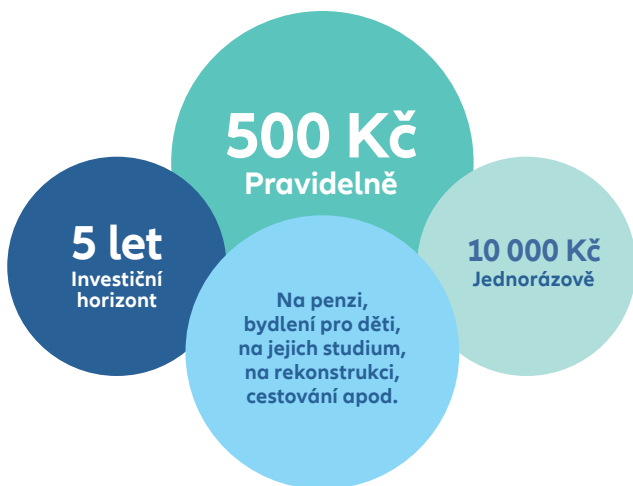 500 Kč
Pravidelně
5 let
Investiční
horizont
10 000 Kč
Jednorázově
Na penzi,
bydlení pro děti,
na jejich studium,
na rekonstrukci,
cestování apod.